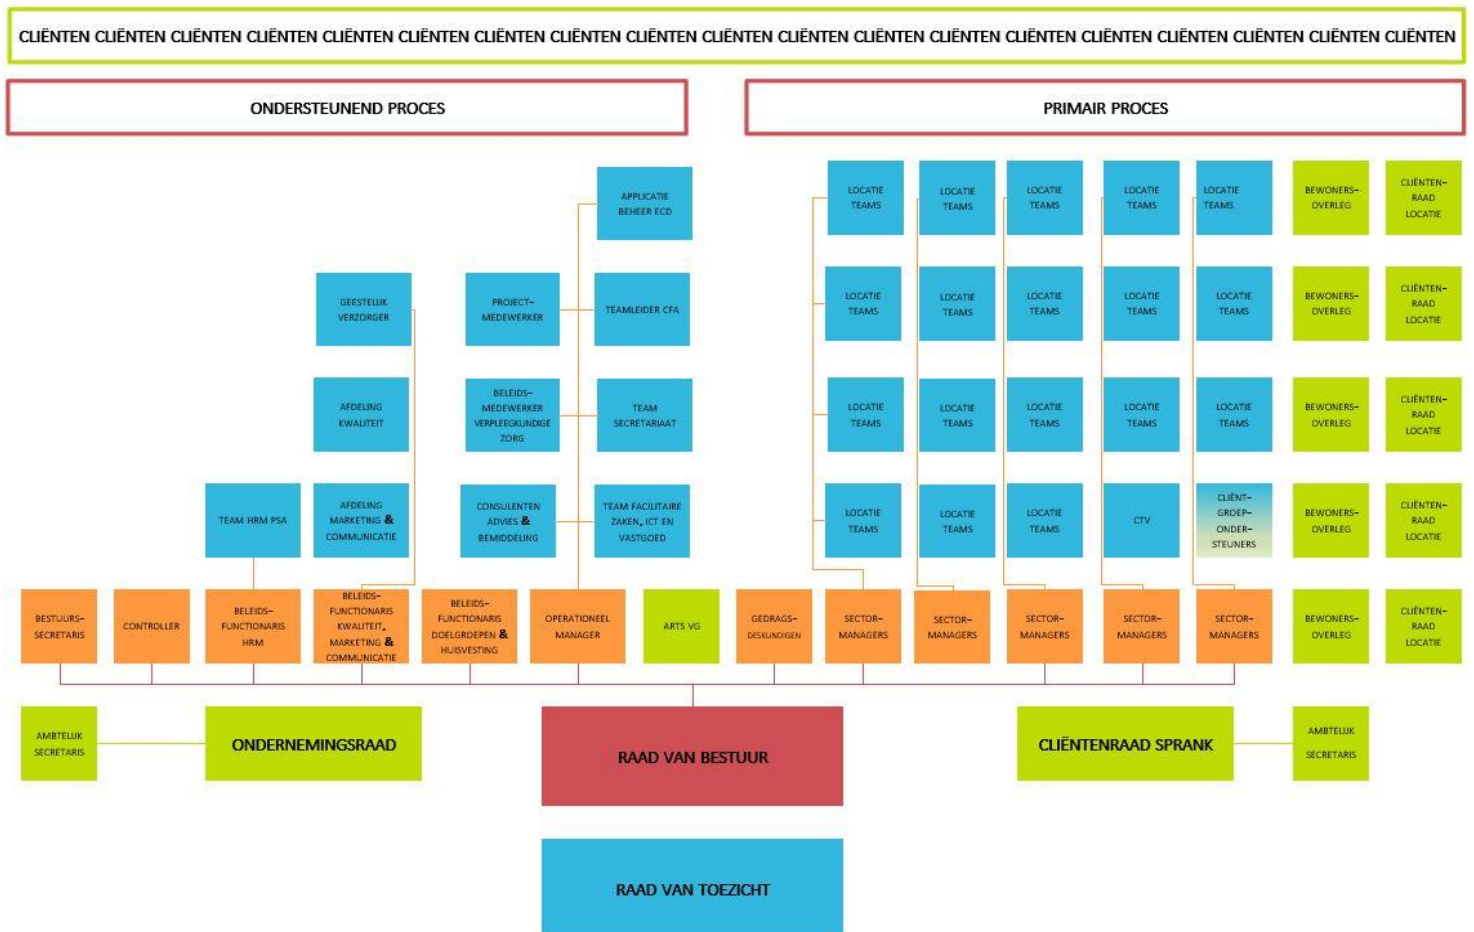 CLIËNTEN CLIËNTEN CLIËNTEN CLIËNTEN CLIËNTEN CLIËNTEN CLIËNTEN CLIËNTEN CLIËNTEN CLIËNTEN CLIËNTEN CLIËNTEN CLIËNTEN CLIËNTEN CLIËNTEN CLIËNTEN CLIËNTEN CLIËNTEN CLIËNTEN
ONDERSTEUNEND PROCES
PRIMAIR PROCES
APPLICATIE
BEHEER ECD
LOCATIE
TEAMS
LOCATIE
TEAMS
LOCATIE
TEAMS
LOCATIE
TEAMS
LOCATIE
TEAMS
BEWONERS–
OVERLEG
CLIËNTEN–
RAAD
LOCATIE
GEESTELIJK
VERZORGER
PROJECT–
MEDEWERKER
TEAMLEIDER CFA
LOCATIE
TEAMS
LOCATIE
TEAMS
LOCATIE
TEAMS
LOCATIE
TEAMS
LOCATIE
TEAMS
BEWONERS–
OVERLEG
CLIËNTEN–
RAAD
LOCATIE
AFDELING
KWALITEIT
BELEIDS–
MEDEWERKER
VERPLEEGKUNDIGE
ZORG
TEAM
SECRETARIAAT
LOCATIE
TEAMS
LOCATIE
TEAMS
LOCATIE
TEAMS
LOCATIE
TEAMS
LOCATIE
TEAMS
BEWONERS–
OVERLEG
CLIËNTEN–
RAAD
LOCATIE
TEAM HRM PSA
AFDELING
MARKETING &
COMMUNICATIE
CONSULENTEN
ADVIES &
BEMIDDELING
TEAM FACILITAIRE
ZAKEN, ICT EN
VASTGOED
LOCATIE
TEAMS
LOCATIE
TEAMS
LOCATIE
TEAMS
CTV
CLIËNT–
GROEP–
ONDER–
STEUNERS
BEWONERS–
OVERLEG
CLIËNTEN–
RAAD
LOCATIE
BESTUURS–
SECRETARIS
CONTROLLER
BELEIDS–
FUNCTIONARIS
HRM
BELEIDS–
FUNCTIONARIS
KWALITEIT,
MARKETING &
COMMUNICATIE
BELEIDS–
FUNCTIONARIS
DOELGROEPEN &
HUISVESTING
OPERATIONEEL
MANAGER
ARTS VG
GEDRAGS–
DESKUNDIGEN
SECTOR–
MANAGERS
SECTOR–
MANAGERS
SECTOR–
MANAGERS
SECTOR–
MANAGERS
SECTOR–
MANAGERS
BEWONERS–
OVERLEG
CLIËNTEN–
RAAD
LOCATIE
AMBTELIJK
SECRETARIS
ONDERNEMINGSRAAD
RAAD VAN BESTUUR
CLIËNTENRAAD SPRANK
AMBTELIJK
SECRETARIS
RAAD VAN TOEZICHT